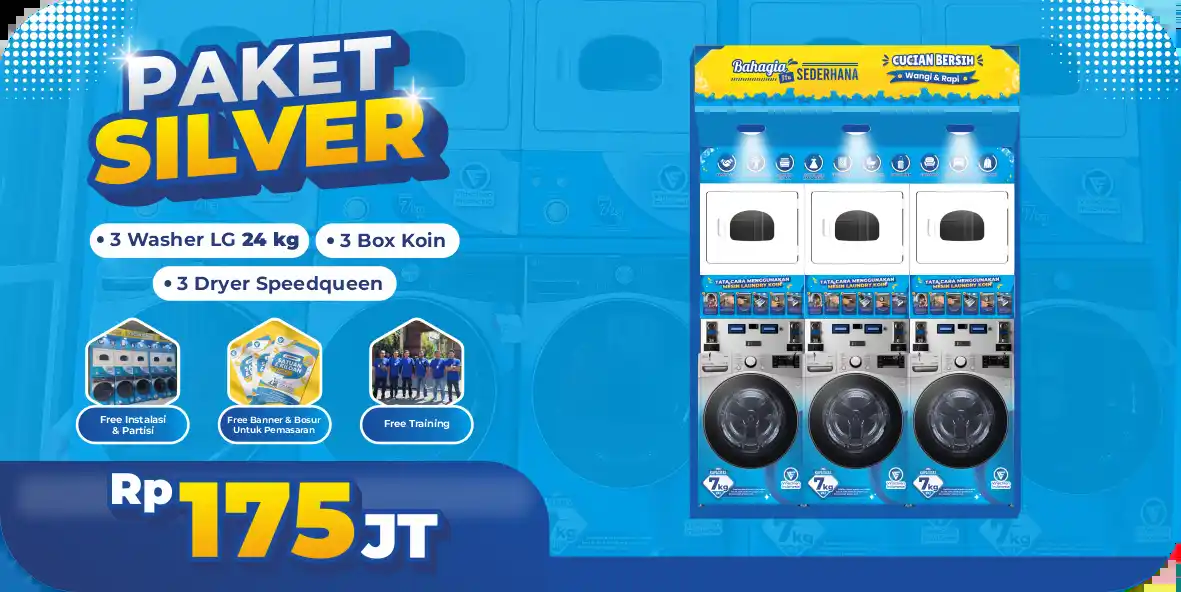 PAKET
SILVER
• 3 Washer LG 24 kg
• 3 Box Koin
• 3 Dryer Speedqueen
Free Instalasi
& Partisi
Free Banner & Bosur
Untuk Pemasaran
Free Training
Rp 175 JT
Bahagia Itu SEDERHANA
CUCIAN BERSIH
Wangi & Rapi
TATA CARA MENGGUNAKAN
MESIN LAUNDRY KOIN
TATA CARA MENGGUNAKAN
MESIN LAUNDRY KOIN
TATA CARA MENGGUNAKAN
MESIN LAUNDRY KOIN
7kg
7kg
7kg